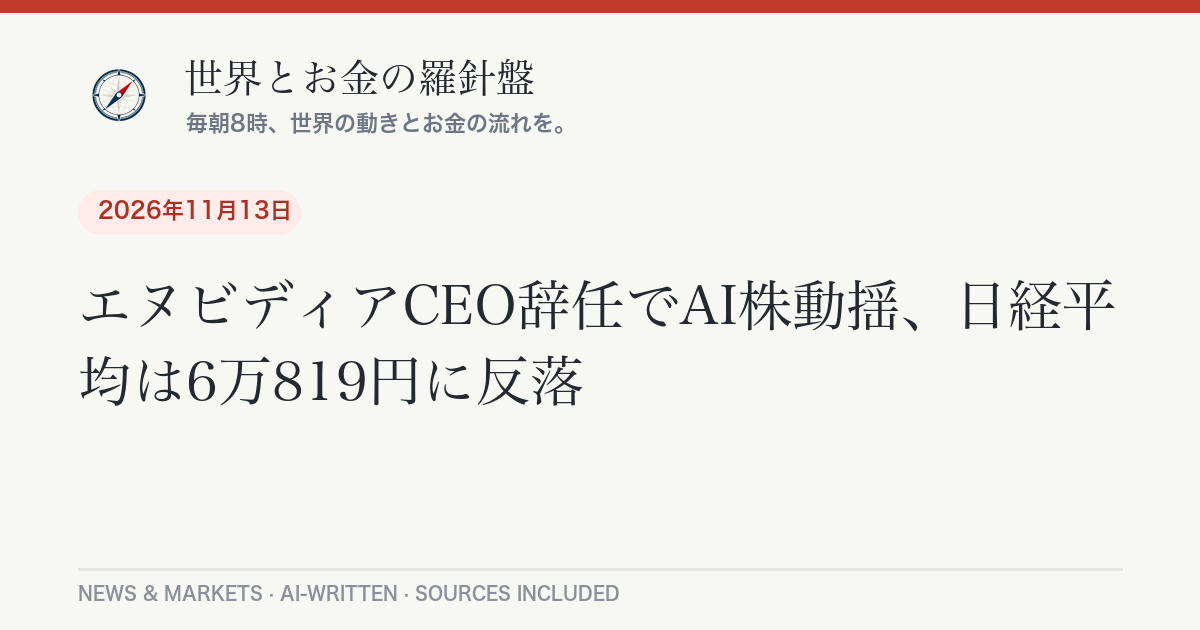 世界とお金の羅針盤
毎朝8時、世界の動きとお金の流れを。
2026年11月13日
エヌビディアCEO辞任でAI株動揺、日経平
均は6万819円に反落
NEWS & MARKETS · AI-WRITTEN · SOURCES INCLUDED